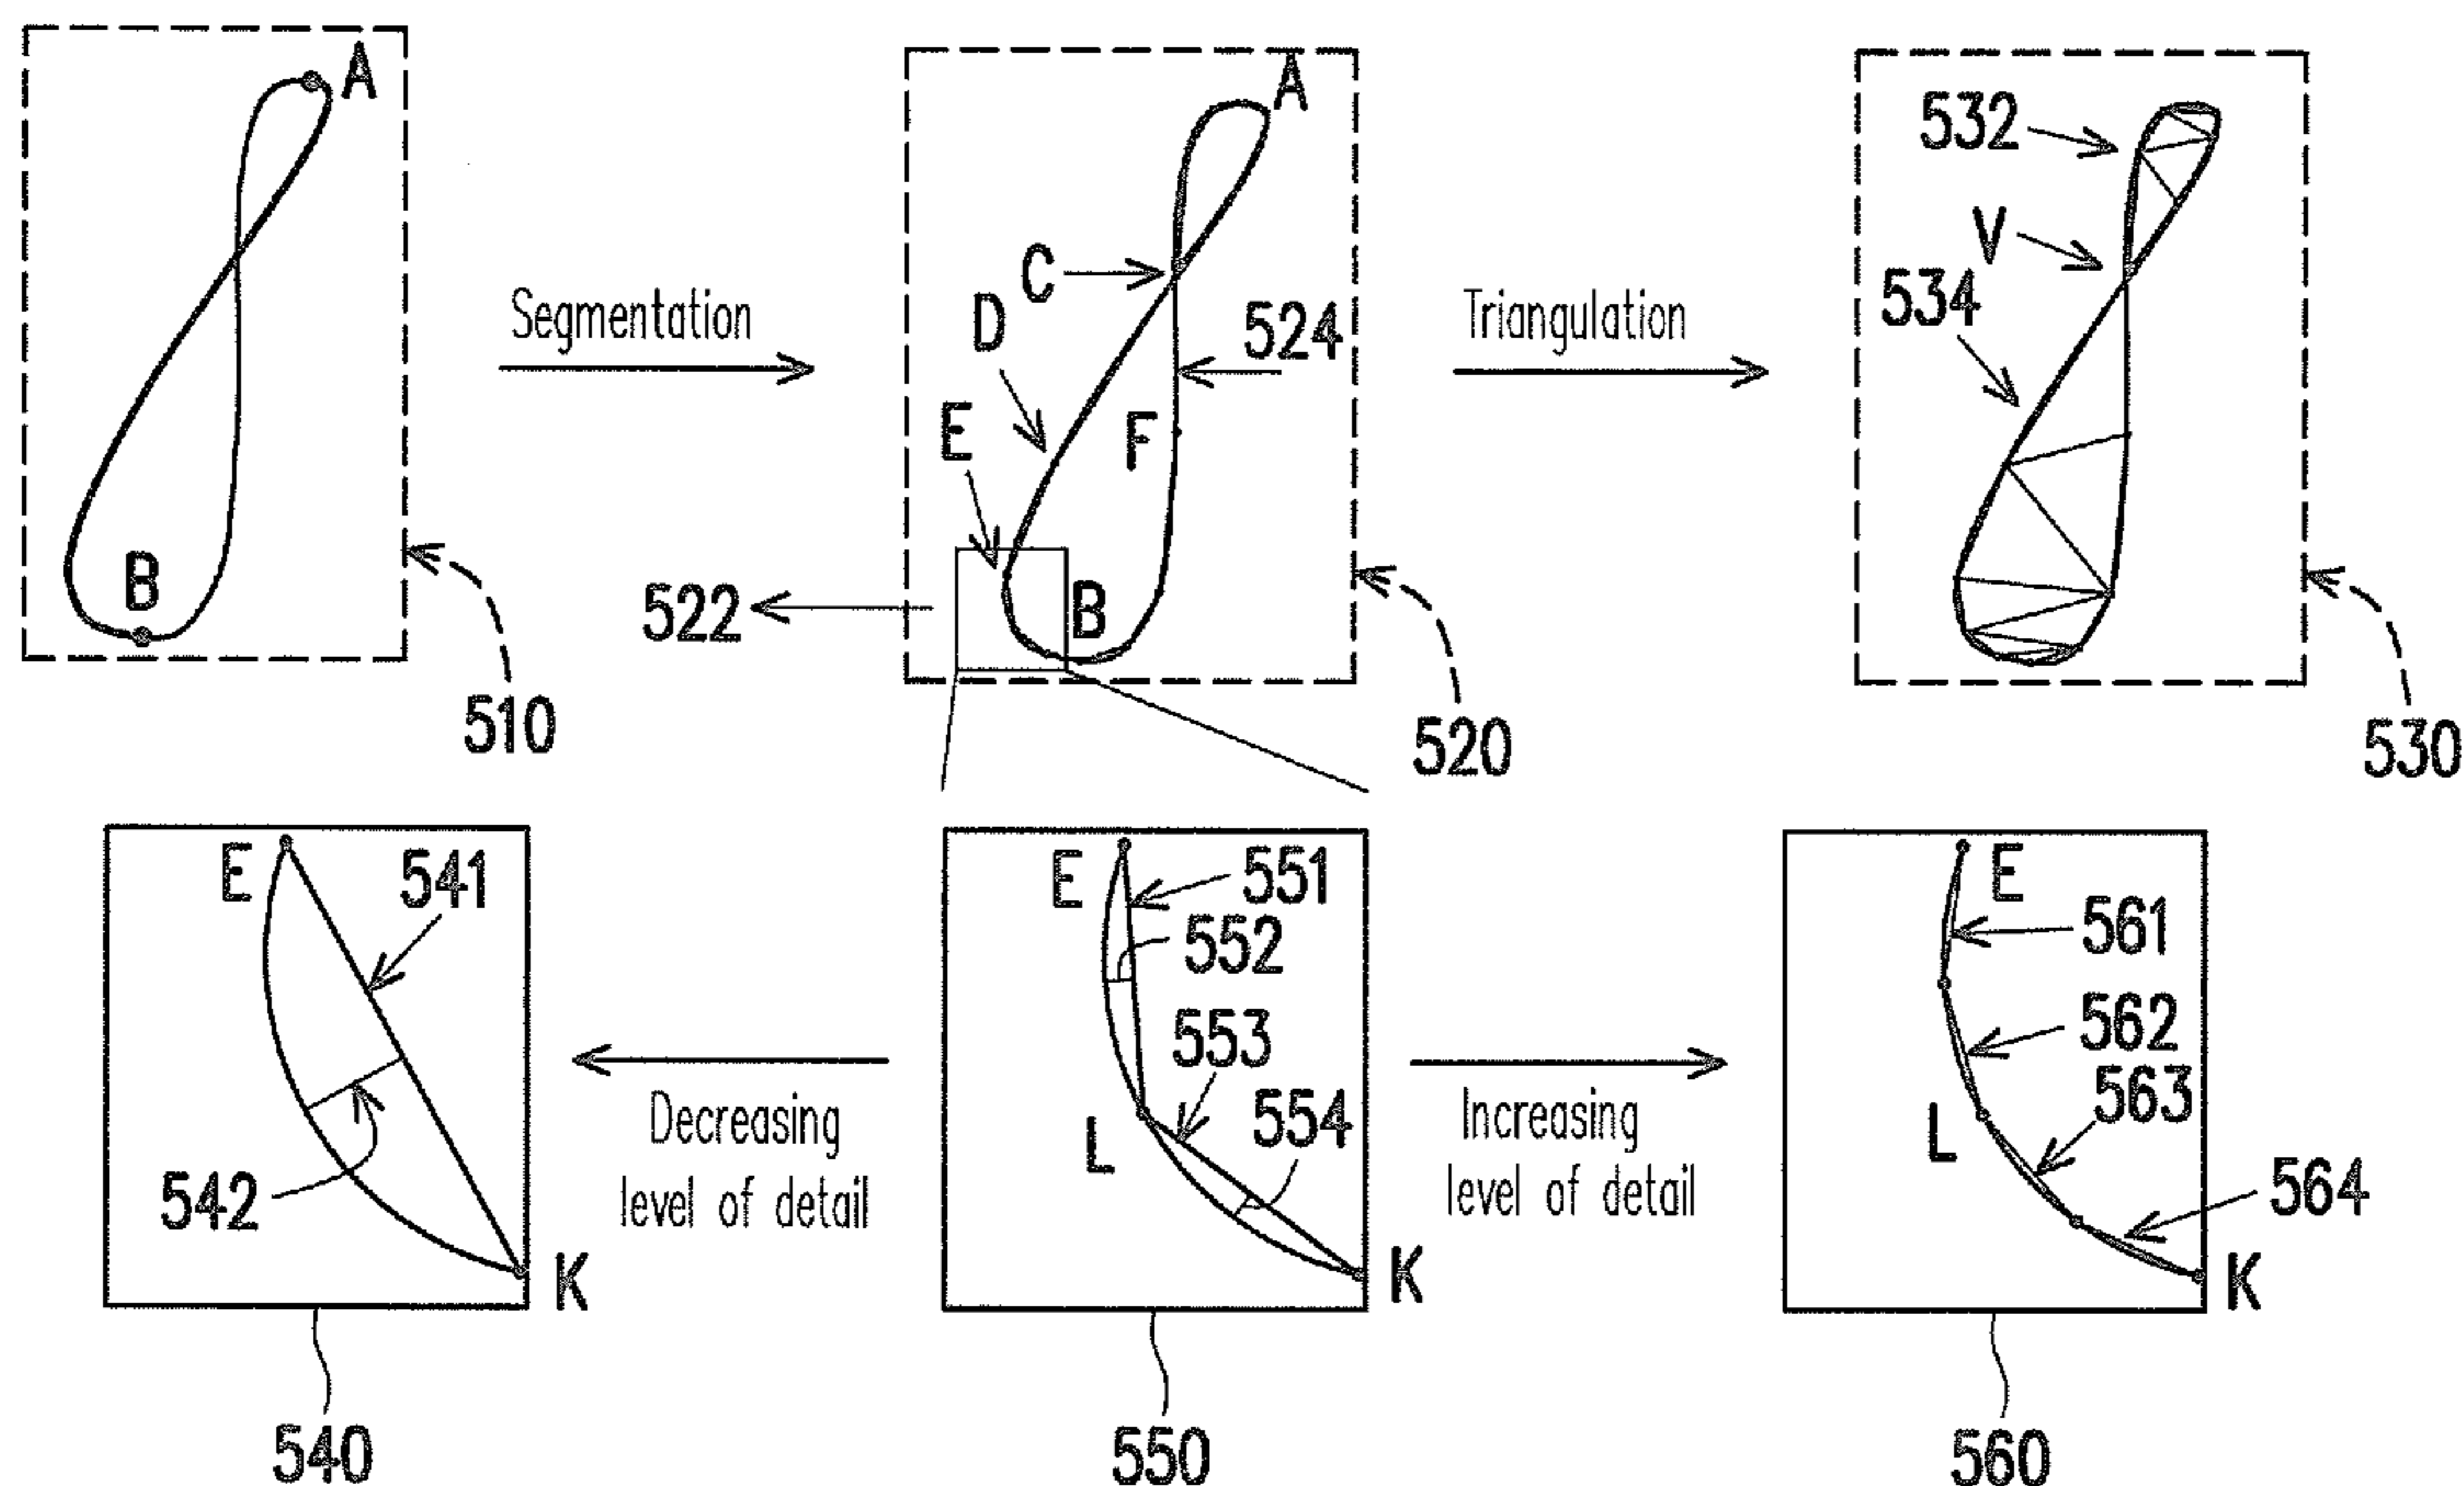 A
B
510
Segmentation
A
C
D
524
E
F
522
B
520
Triangulation
532
V
534
530
E
541
542
K
540
Decreasing
level of detail
E
551
552
553
554
L
K
550
Increasing
level of detail
E
561
562
563
L
564
K
560